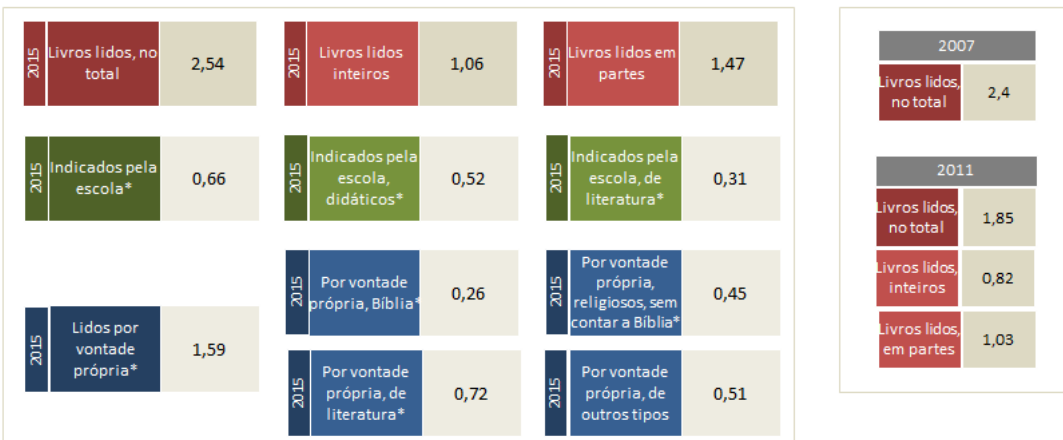 2015
Livros lidos, no
total
2,54
2015
Livros lidos
inteiros
1,06
2015
Livros lidos em
partes
1,47
2015
Indicados pela
escola*
0,66
2015
Indicados pela
escola,
didáticos*
0,52
2015
Indicados pela
escola, de
literatura*
0,31
2015
Lidos por
vontade
própria*
1,59
2015
Por vontade
própria, Bíblia*
0,26
2015
Por vontade
própria,
religiosos, sem
contar a Bíblia*
0,45
2015
Por vontade
própria, de
literatura*
0,72
2015
Por vontade
própria, de
outros tipos
0,51
2007
Livros lidos,
no total
2,4
2011
Livros lidos,
no total
1,85
Livros lidos,
inteiros
0,82
Livros lidos,
em partes
1,03